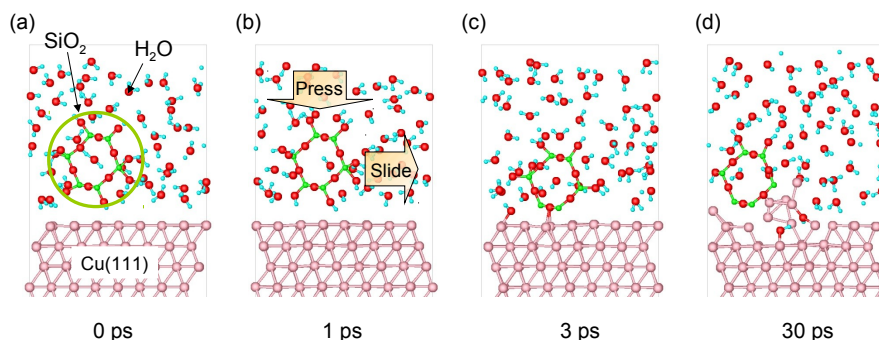 (a)
(b)
(c)
(d)
SiO₂
H₂O
Press
Slide
Cu(111)
0 ps
1 ps
3 ps
30 ps